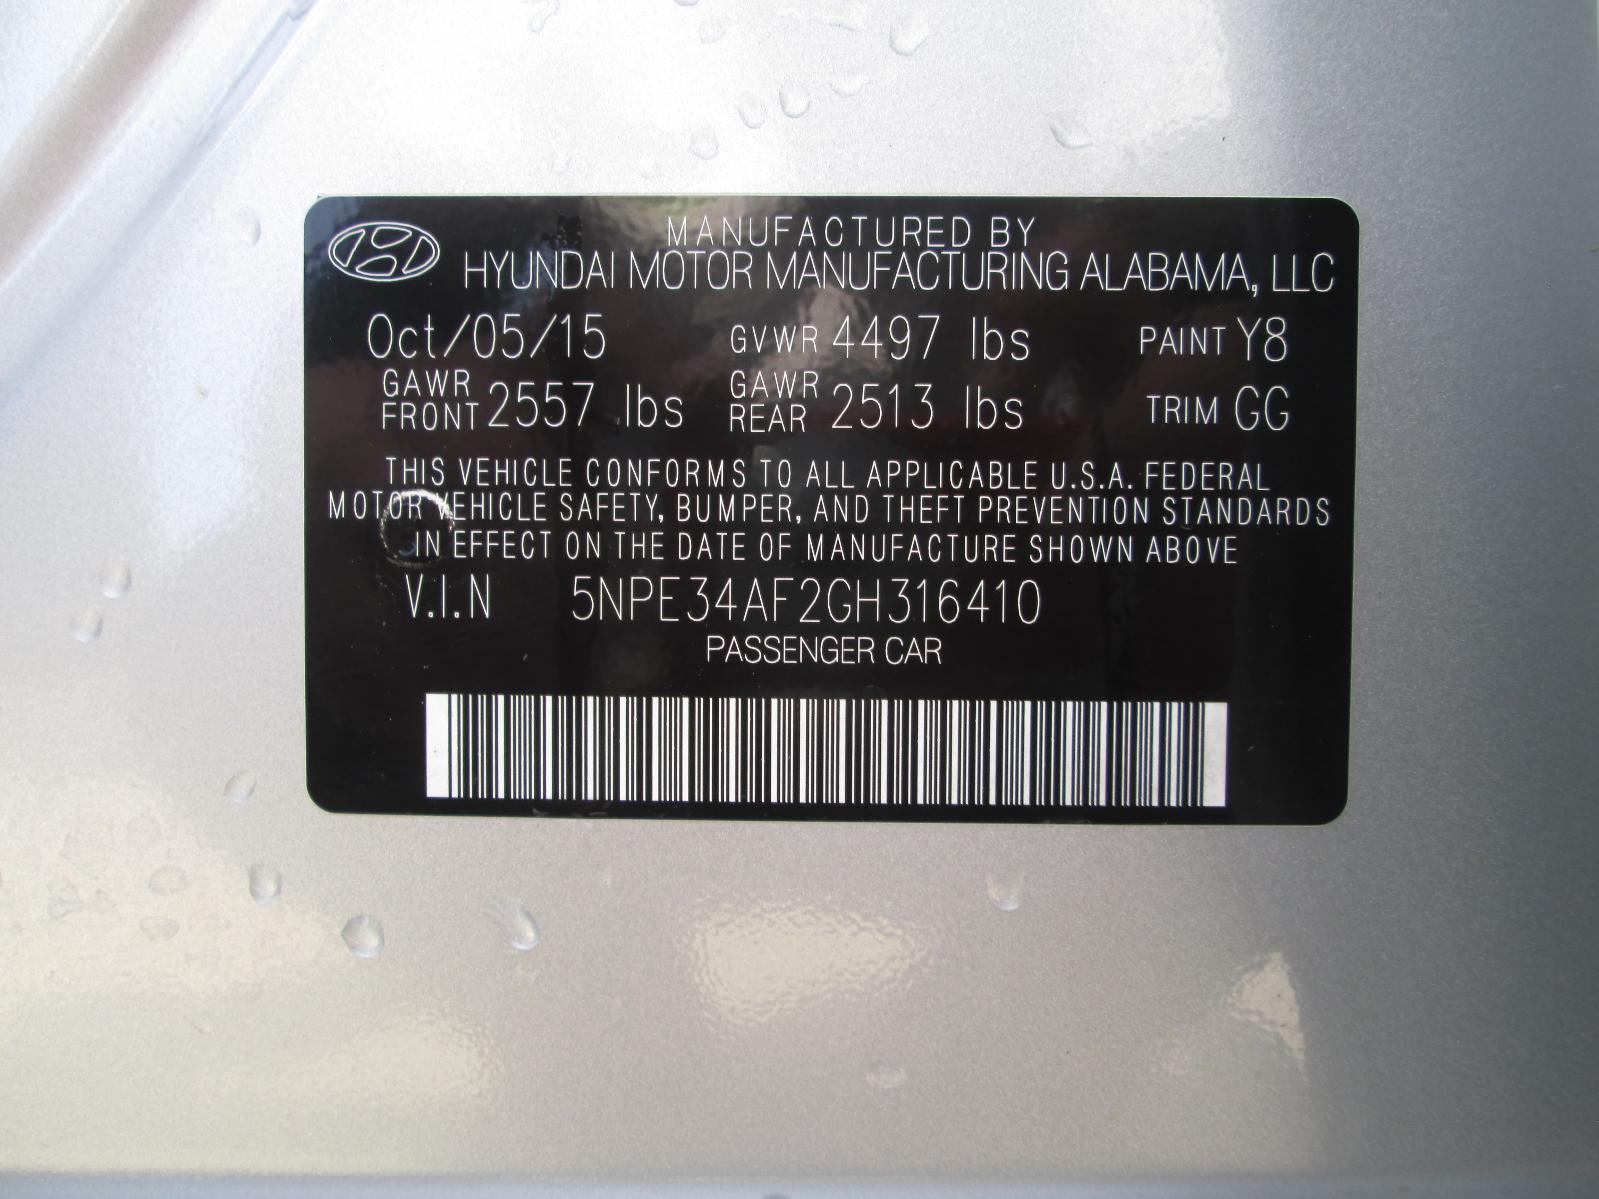 MANUFACTURED BY
HYUNDAI MOTOR MANUFACTURING ALABAMA, LLC
Oct/05/15 GVWR 4497 lbs PAINT Y8
GAWR FRONT 2557 lbs GAWR REAR 2513 lbs TRIM GG
THIS VEHICLE CONFORMS TO ALL APPLICABLE U.S.A. FEDERAL
MOTOR VEHICLE SAFETY, BUMPER, AND THEFT PREVENTION STANDARDS
IN EFFECT ON THE DATE OF MANUFACTURE SHOWN ABOVE
V.I.N 5NPE34AF2GH316410
PASSENGER CAR